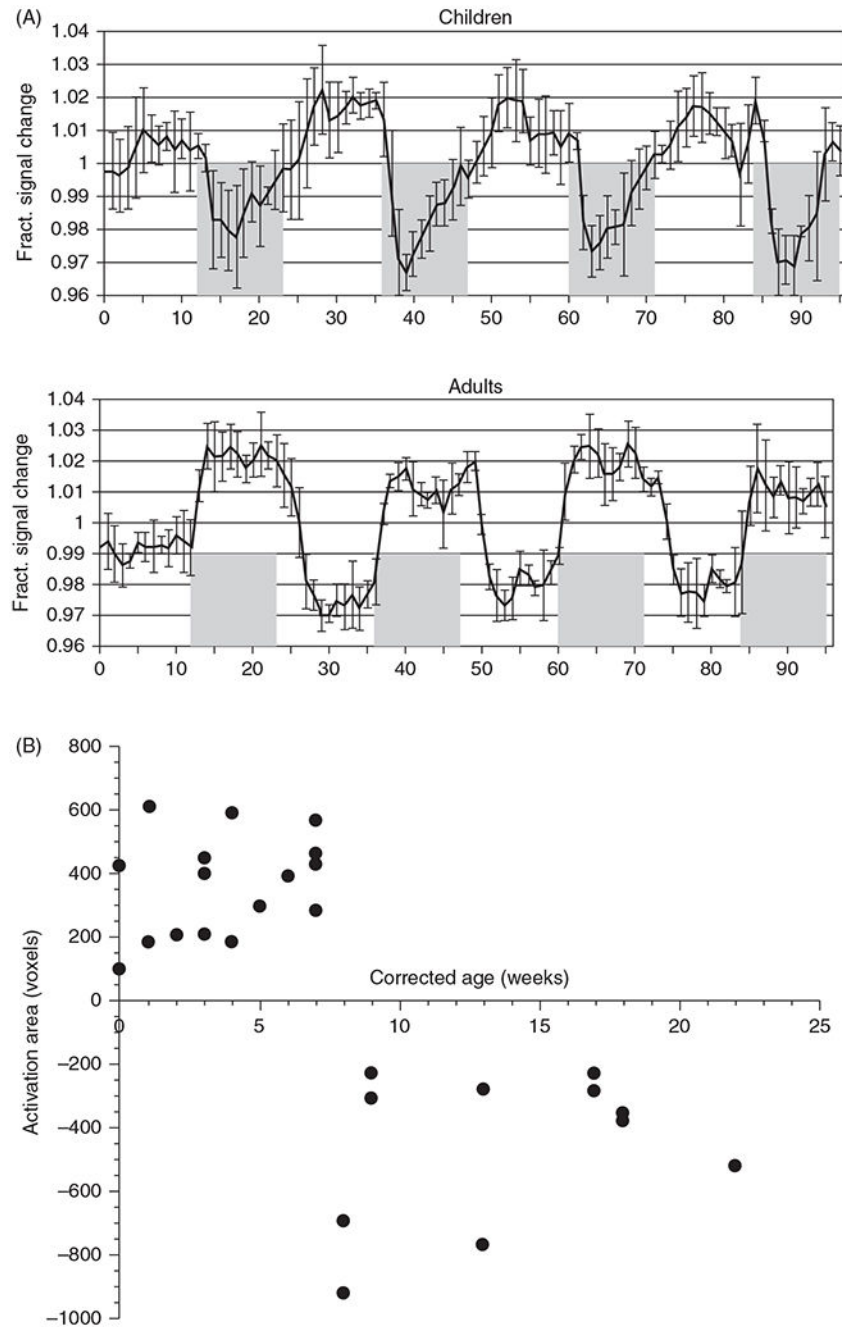 (A)
Children
Fract. signal change
1.04
1.03
1.02
1.01
1
0.99
0.98
0.97
0.96
0 10 20 30 40 50 60 70 80 90
Adults
Fract. signal change
1.04
1.03
1.02
1.01
1
0.99
0.98
0.97
0.96
0 10 20 30 40 50 60 70 80 90
(B)
Activation area (voxels)
800
600
400
200
Corrected age (weeks)
0
0 5 10 15 20 25
−200
−400
−600
−800
−1000